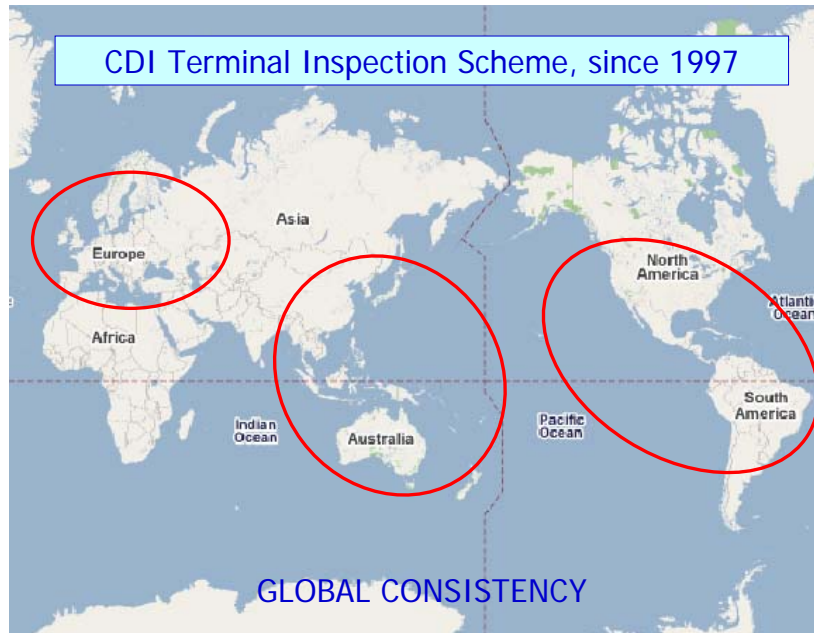 CDI Terminal Inspection Scheme, since 1997
Asia
Europe
North
America
Atlantic
Ocean
Africa
South
America
Indian
Ocean
Australia
Pacific
Ocean
GLOBAL CONSISTENCY